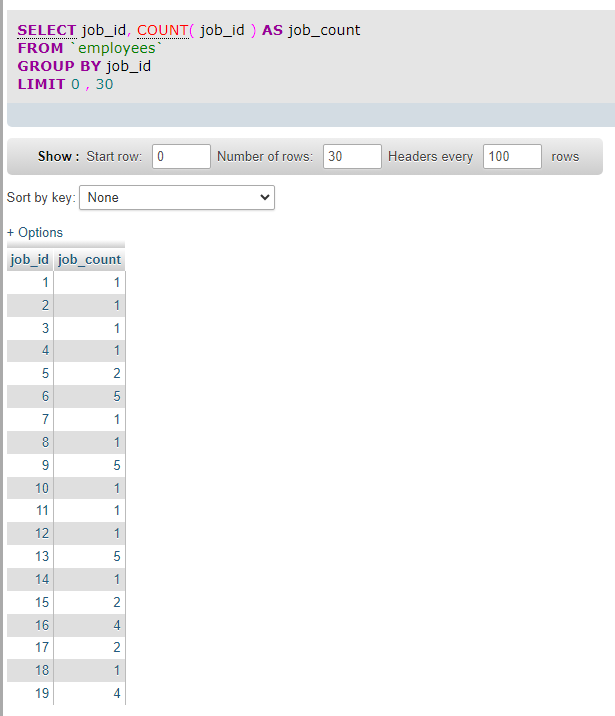 SELECT job_id, COUNT( job_id ) AS job_count
FROM `employees`
GROUP BY job_id
LIMIT 0 , 30
Show : Start row: 0 Number of rows: 30 Headers every 100 rows
Sort by key: None
+ Options
job_id job_count
1 1
2 1
3 1
4 1
5 2
6 5
7 1
8 1
9 5
10 1
11 1
12 1
13 5
14 1
15 2
16 4
17 2
18 1
19 4